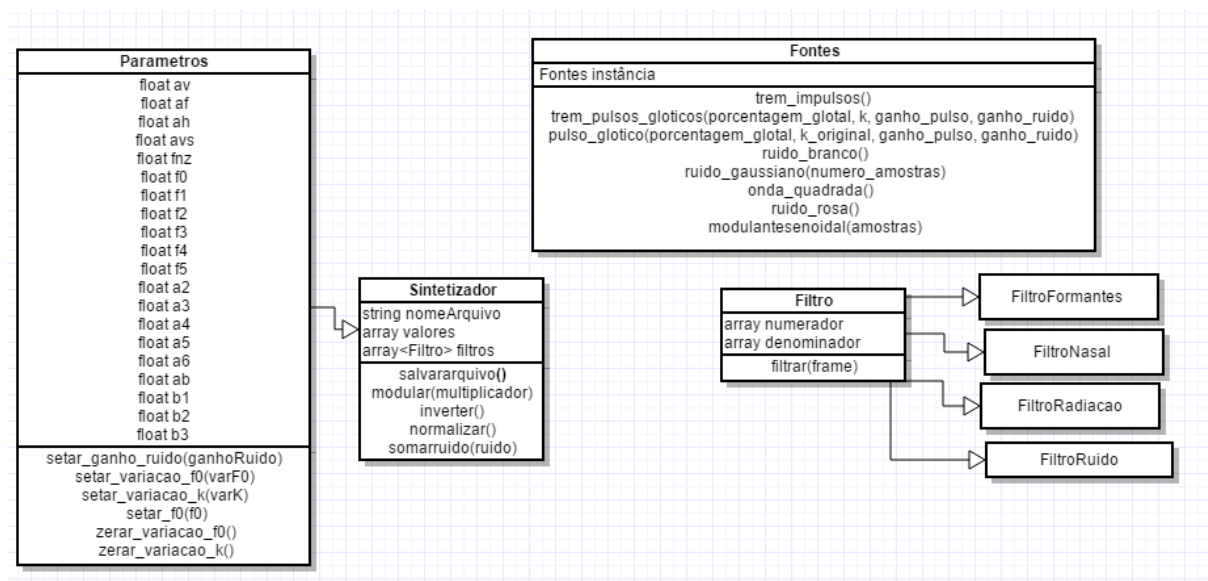 Parametros
float av
float af
float ah
float avs
float fnz
float f0
float f1
float f2
float f3
float f4
float f5
float a2
float a3
float a4
float a5
float a6
float ab
float b1
float b2
float b3
setar_ganho_ruido(ganhoRuido)
setar_variacao_f0(varF0)
setar_variacao_k(varK)
setar_f0(f0)
zerar_variacao_f0()
zerar_variacao_k()
Sintetizador
string nomeArquivo
array valores
array<Filtro> filtros
salvararquivo()
modular(multiplicador)
inverter()
normalizar()
somarruido(ruido)
Fontes
Fontes instância
trem_impulsos()
trem_pulsos_gloticos(porcentagem_glotal, k, ganho_pulso, ganho_ruido)
pulso_glotico(porcentagem_glotal, k_original, ganho_pulso, ganho_ruido)
ruido_branco()
ruido_gaussiano(numero_amostras)
onda_quadrada()
ruido_rosa()
modulantesenoidal(amostras)
Filtro
array numerador
array denominador
filtrar(frame)
FiltroFormantes
FiltroNasal
FiltroRadiacao
FiltroRuido